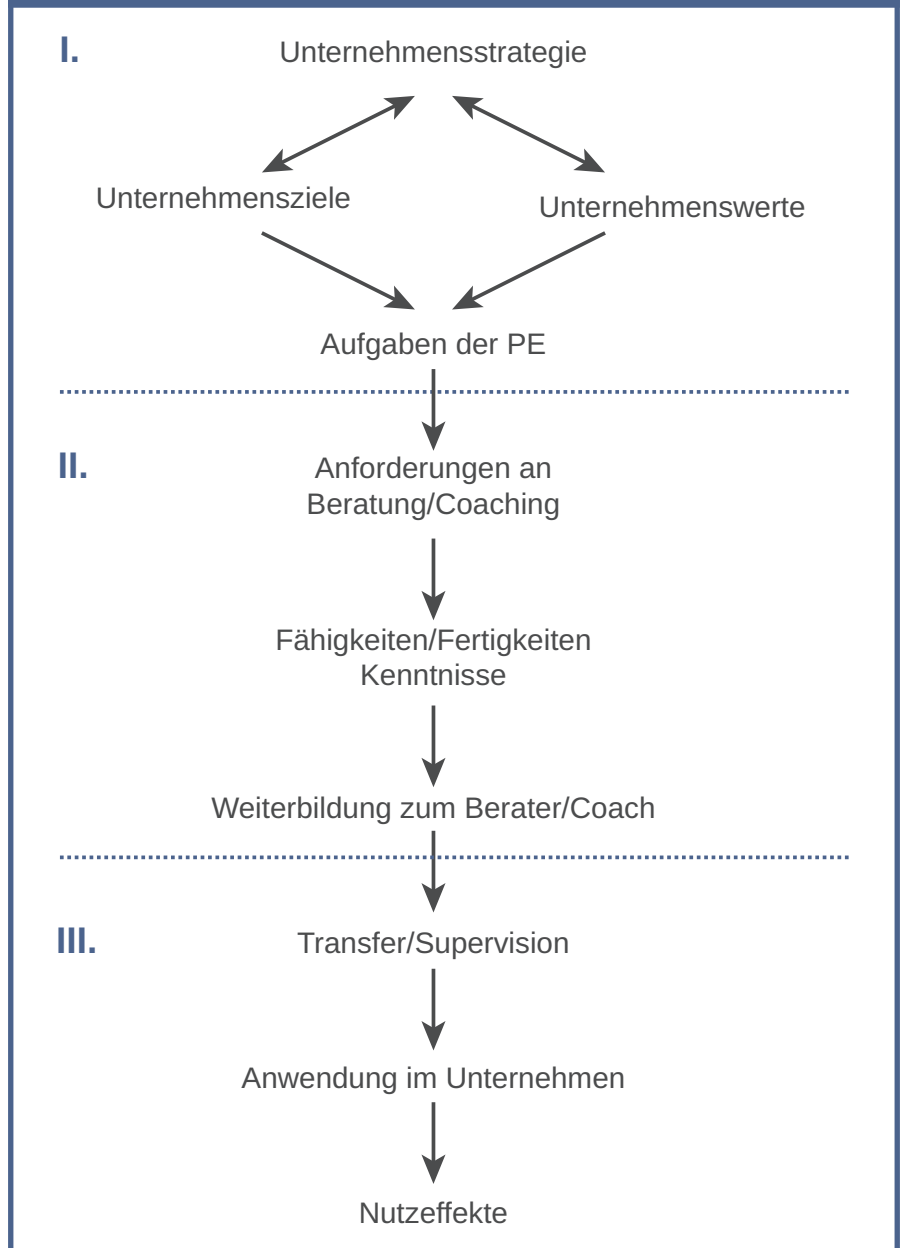 I.
Unternehmensstrategie
Unternehmensziele
Unternehmenswerte
Aufgaben der PE
II.
Anforderungen an
Beratung/Coaching
Fähigkeiten/Fertigkeiten
Kenntnisse
Weiterbildung zum Berater/Coach
III.
Transfer/Supervision
Anwendung im Unternehmen
Nutzeffekte